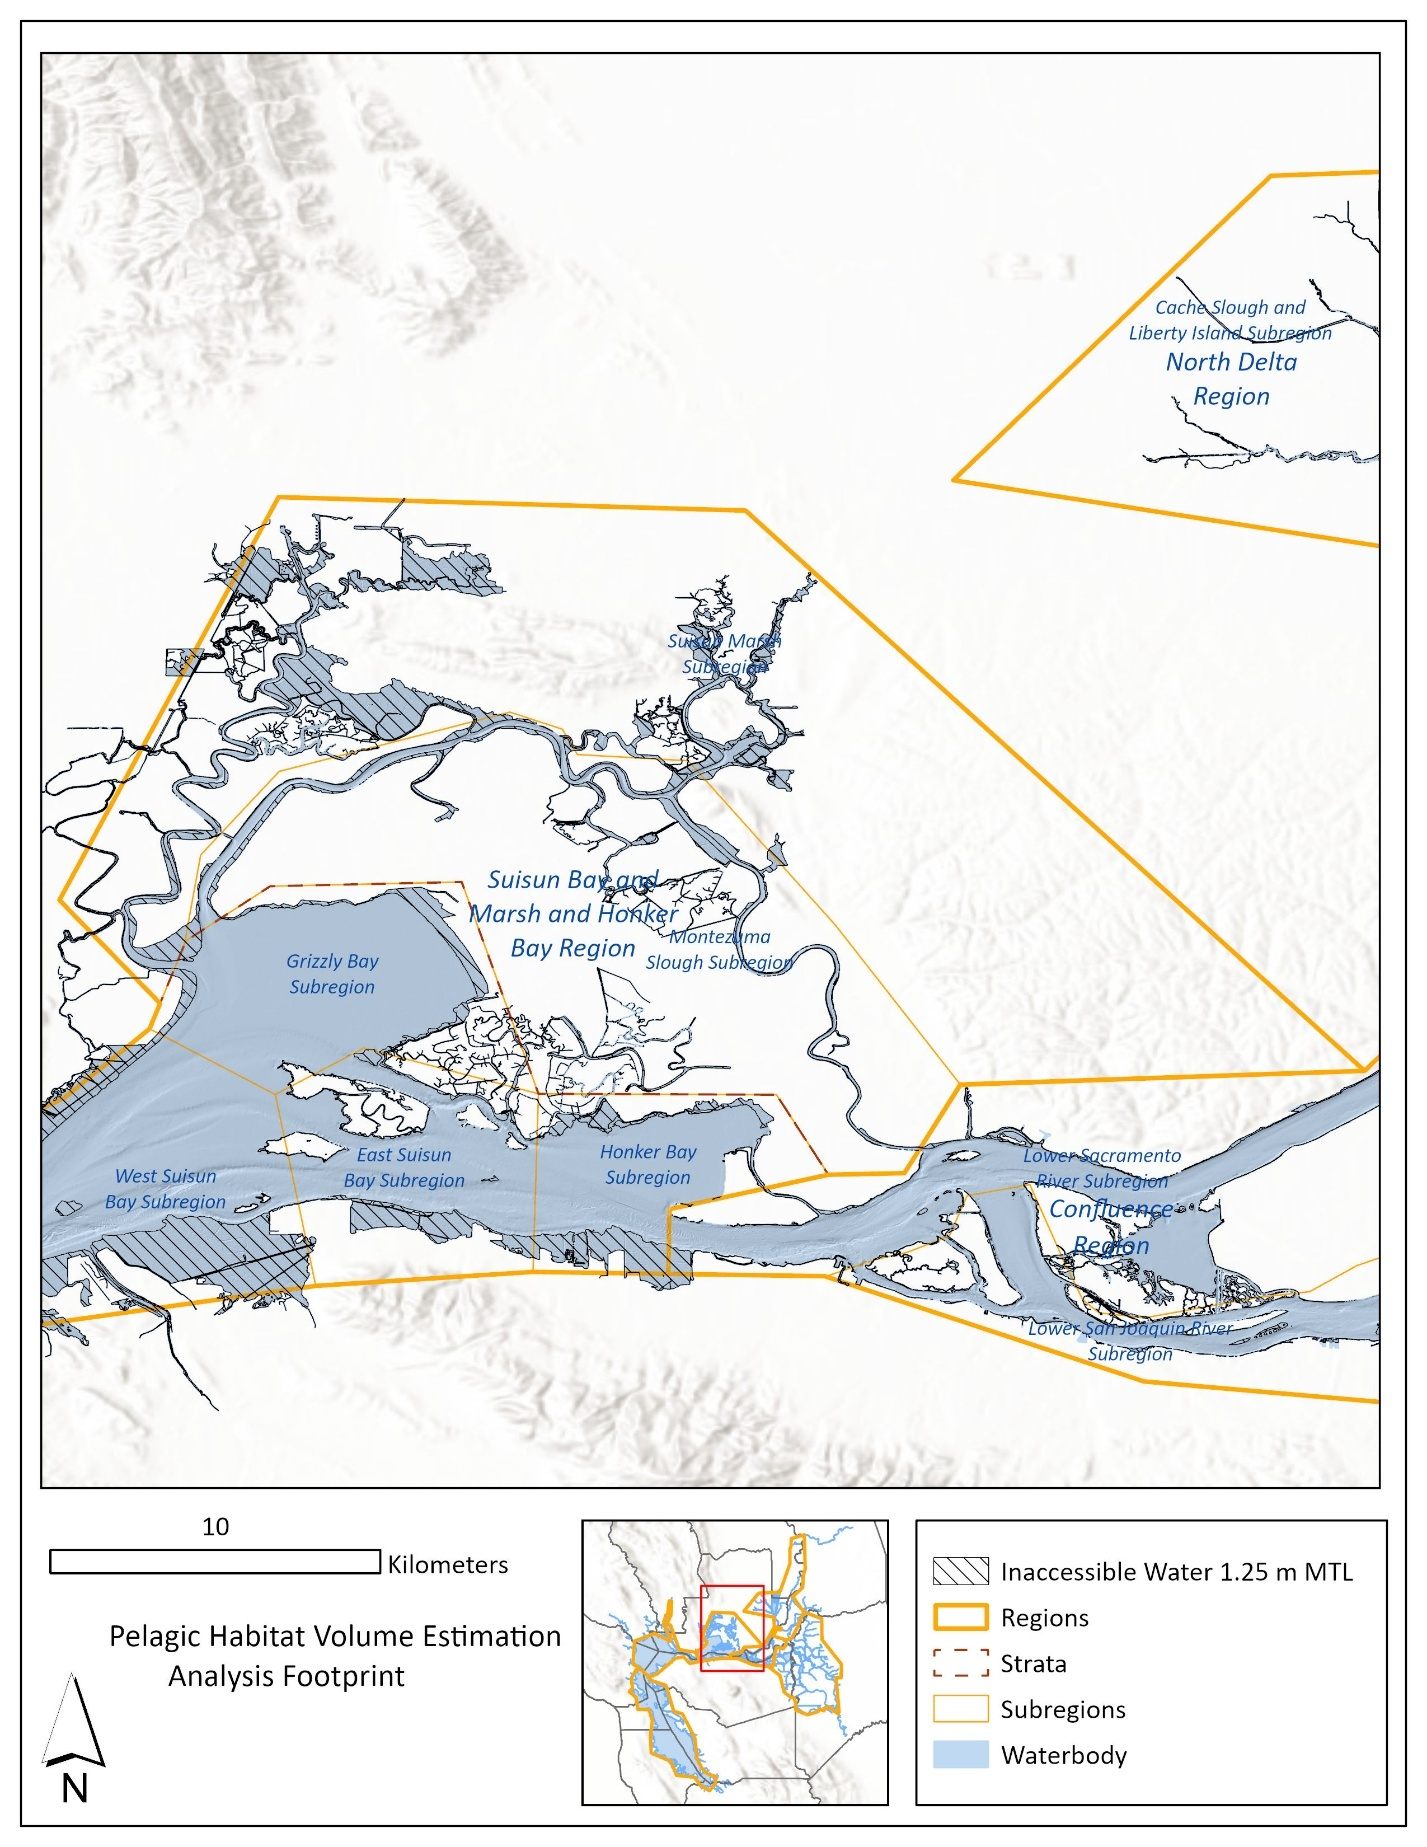 Cache Slough and
Liberty Island Subregion
North Delta
Region
Suisun Marsh
Subregion
Suisun Bay and
Marsh and Honker
Bay Region
Montezuma
Slough Subregion
Grizzly Bay
Subregion
Honker Bay
Subregion
East Suisun
Bay Subregion
West Suisun
Bay Subregion
Lower Sacramento
River Subregion
Confluence
Region
Lower San Joaquin River
Subregion
10
Kilometers
Pelagic Habitat Volume Estimation
Analysis Footprint
N
Inaccessible Water 1.25 m MTL
Regions
Strata
Subregions
Waterbody